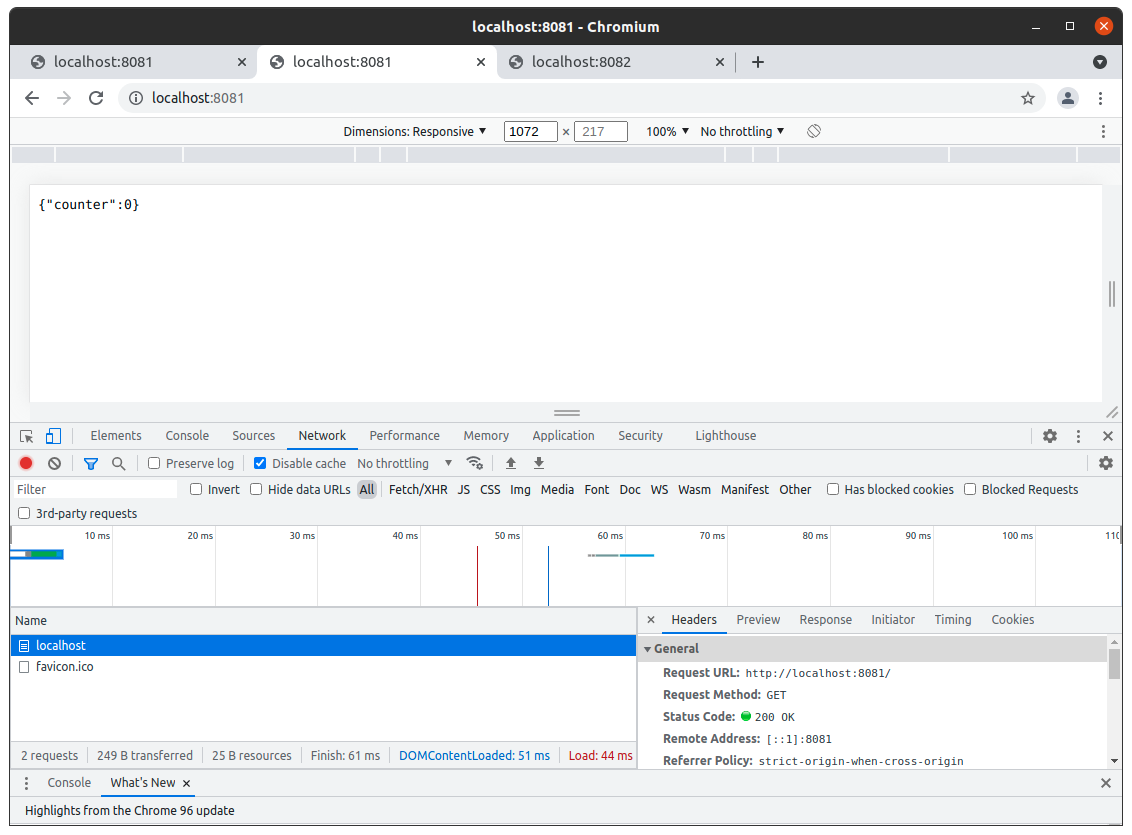 localhost:8081 - Chromium
localhost:8081 localhost:8081 localhost:8082
localhost:8081
Dimensions: Responsive 1072 × 217 100% No throttling
{"counter":0}
Elements Console Sources Network Performance Memory Application Security Lighthouse
Preserve log Disable cache No throttling
Filter Invert Hide data URLs All Fetch/XHR JS CSS Img Media Font Doc WS Wasm Manifest Other Has blocked cookies Blocked Requests
3rd-party requests
10 ms 20 ms 30 ms 40 ms 50 ms 60 ms 70 ms 80 ms 90 ms 100 ms
Name
localhost
favicon.ico
2 requests 249 B transferred 25 B resources Finish: 61 ms DOMContentLoaded: 51 ms Load: 44 ms
Headers Preview Response Initiator Timing Cookies
General
Request URL: http://localhost:8081/
Request Method: GET
Status Code: 200 OK
Remote Address: [::1]:8081
Referrer Policy: strict-origin-when-cross-origin
Console What's New
Highlights from the Chrome 96 update